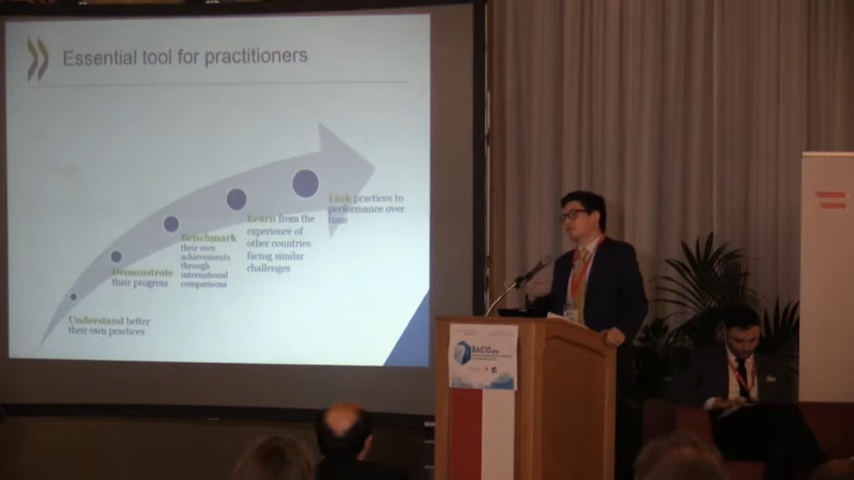 Essential tool for practitioners
Understand better
their own practices
Demonstrate
their progress
Benchmark
their own
achievements
through
international
comparisons
Learn from the
experience of
other countries
facing similar
challenges
Link practices to
performance over
time
BACID